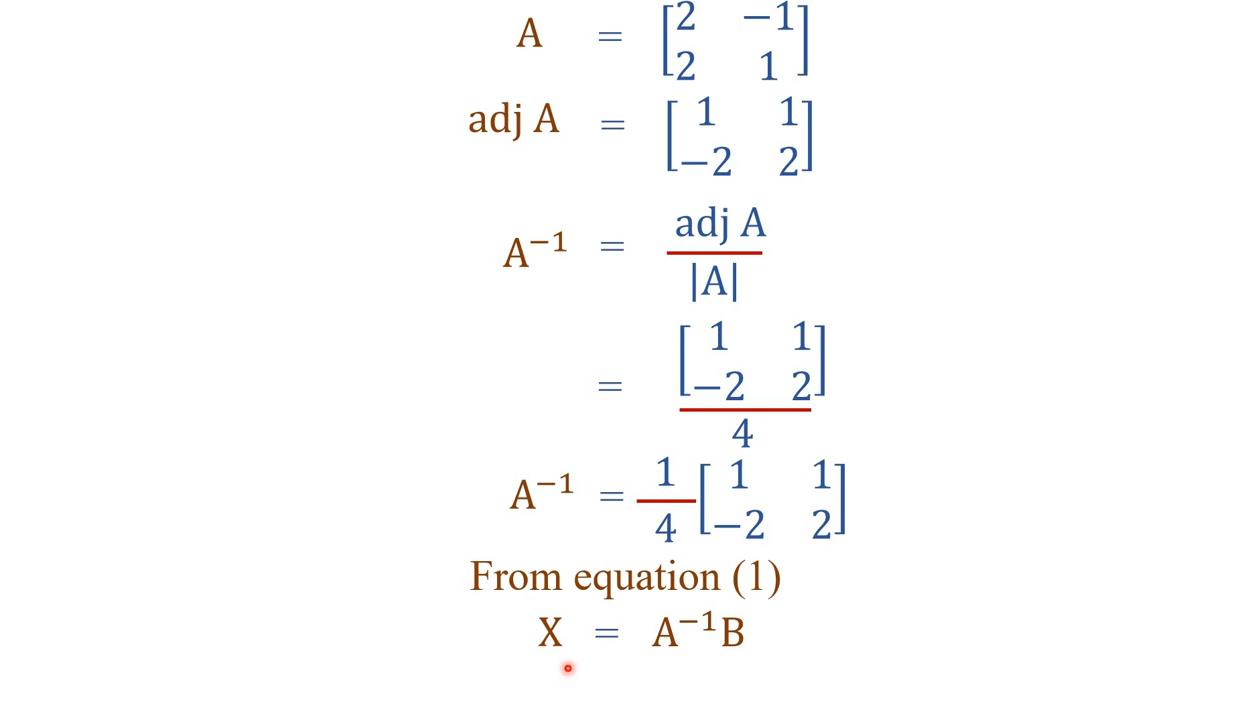 A = [2 −1
2 1]
adj A = [1 1
−2 2]
A⁻¹ = adj A
|A|
= [1 1
−2 2]
4
A⁻¹ = 1/4 [1 1
−2 2]
From equation (1)
X = A⁻¹B